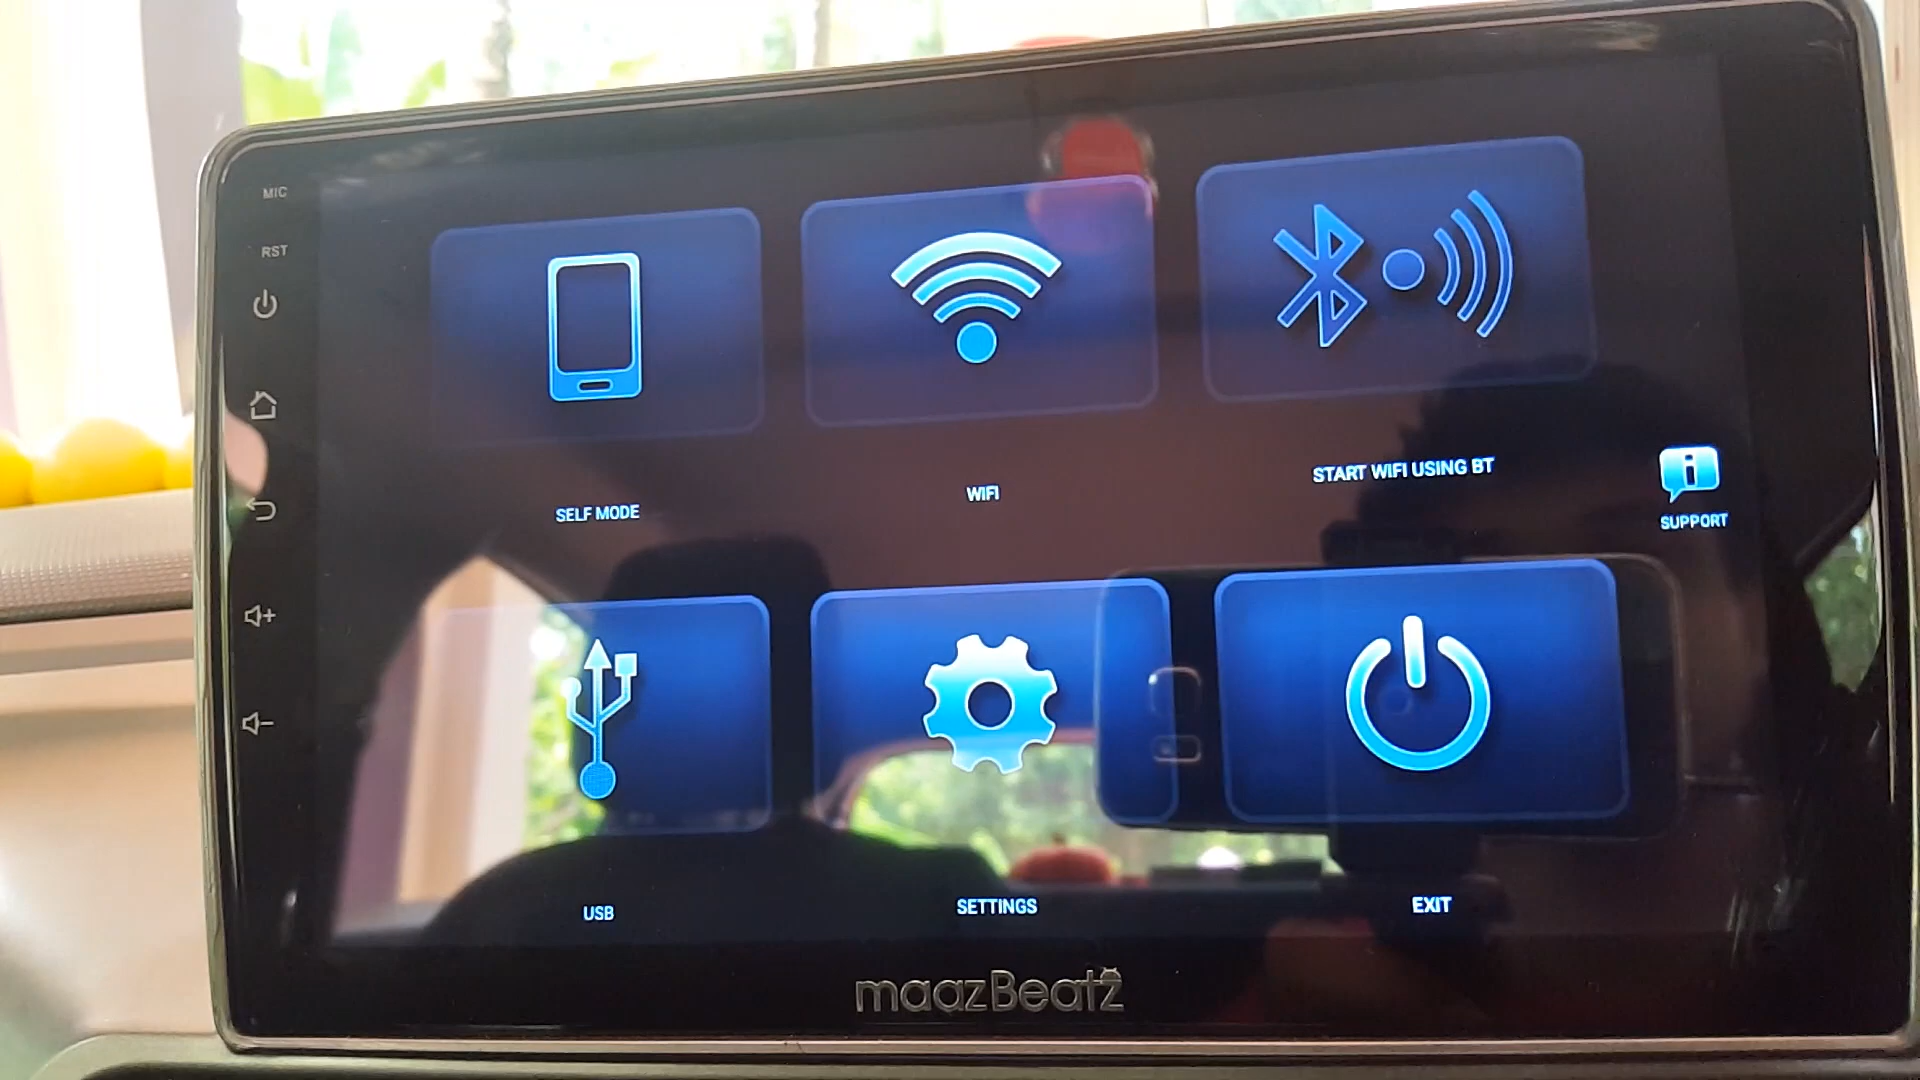 MIC
RST
SELF MODE
WIFI
START WIFI USING BT
SUPPORT
USB
SETTINGS
EXIT
maazBeatz